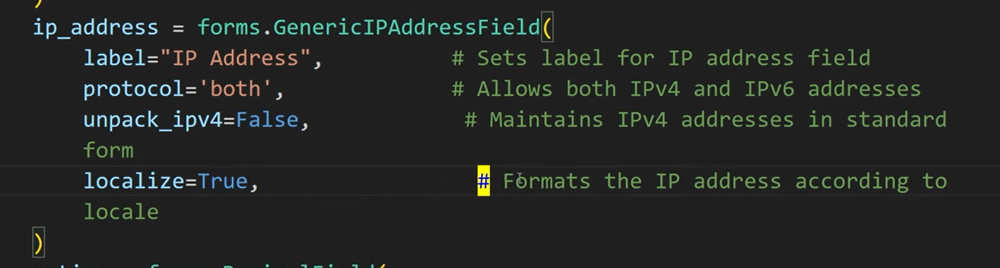 )
ip_address = forms.GenericIPAddressField(
label="IP Address", # Sets label for IP address field
protocol='both', # Allows both IPv4 and IPv6 addresses
unpack_ipv4=False, # Maintains IPv4 addresses in standard
form
localize=True, # Formats the IP address according to
locale
)